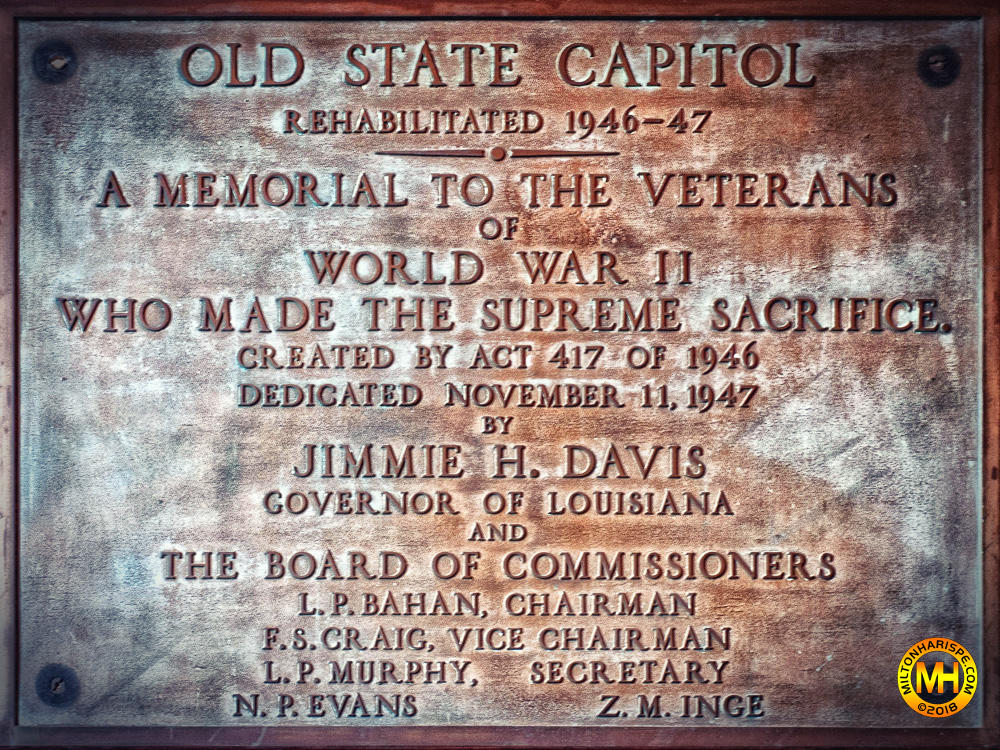 OLD STATE CAPITOL
REHABILITATED 1946-47
A MEMORIAL TO THE VETERANS
OF
WORLD WAR II
WHO MADE THE SUPREME SACRIFICE.
CREATED BY ACT 417 OF 1946
DEDICATED NOVEMBER 11, 1947
BY
JIMMIE H. DAVIS
GOVERNOR OF LOUISIANA
AND
THE BOARD OF COMMISSIONERS
L. P. BAHAN, CHAIRMAN
F. S. CRAIG, VICE CHAIRMAN
L. P. MURPHY, SECRETARY
N. P. EVANS Z. M. INGE
MILTONHARISPE.COM
MH
©2018